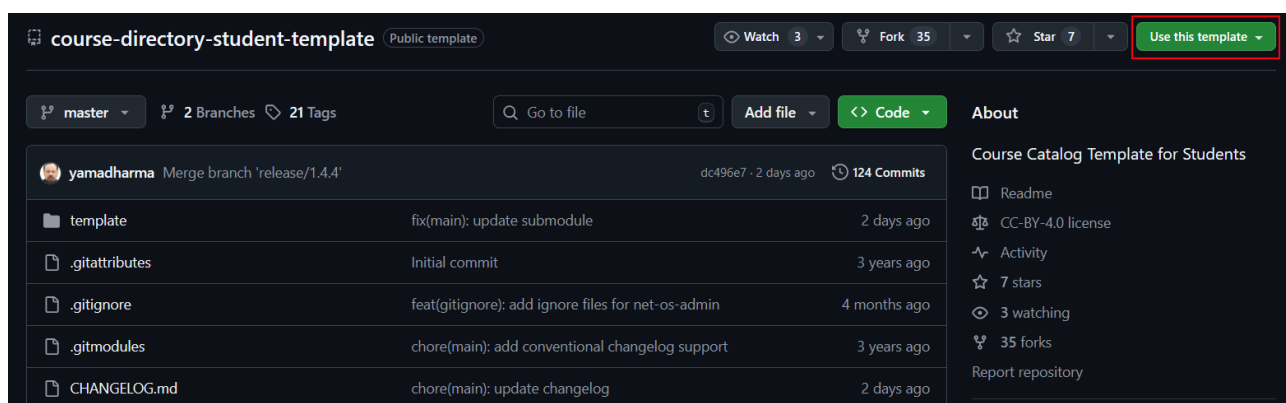 course-directory-student-template Public template Watch 3 Fork 35 Star 7 Use this template
master 2 Branches 21 Tags Go to file t Add file <> Code
yamadharma Merge branch 'release/1.4.4' dc496e7 · 2 days ago 124 Commits
template fix(main): update submodule 2 days ago
.gitattributes Initial commit 3 years ago
.gitignore feat(gitignore): add ignore files for net-os-admin 4 months ago
.gitmodules chore(main): add conventional changelog support 3 years ago
CHANGELOG.md chore(main): update changelog 2 days ago
About
Course Catalog Template for Students
Readme
CC-BY-4.0 license
Activity
7 stars
3 watching
35 forks
Report repository